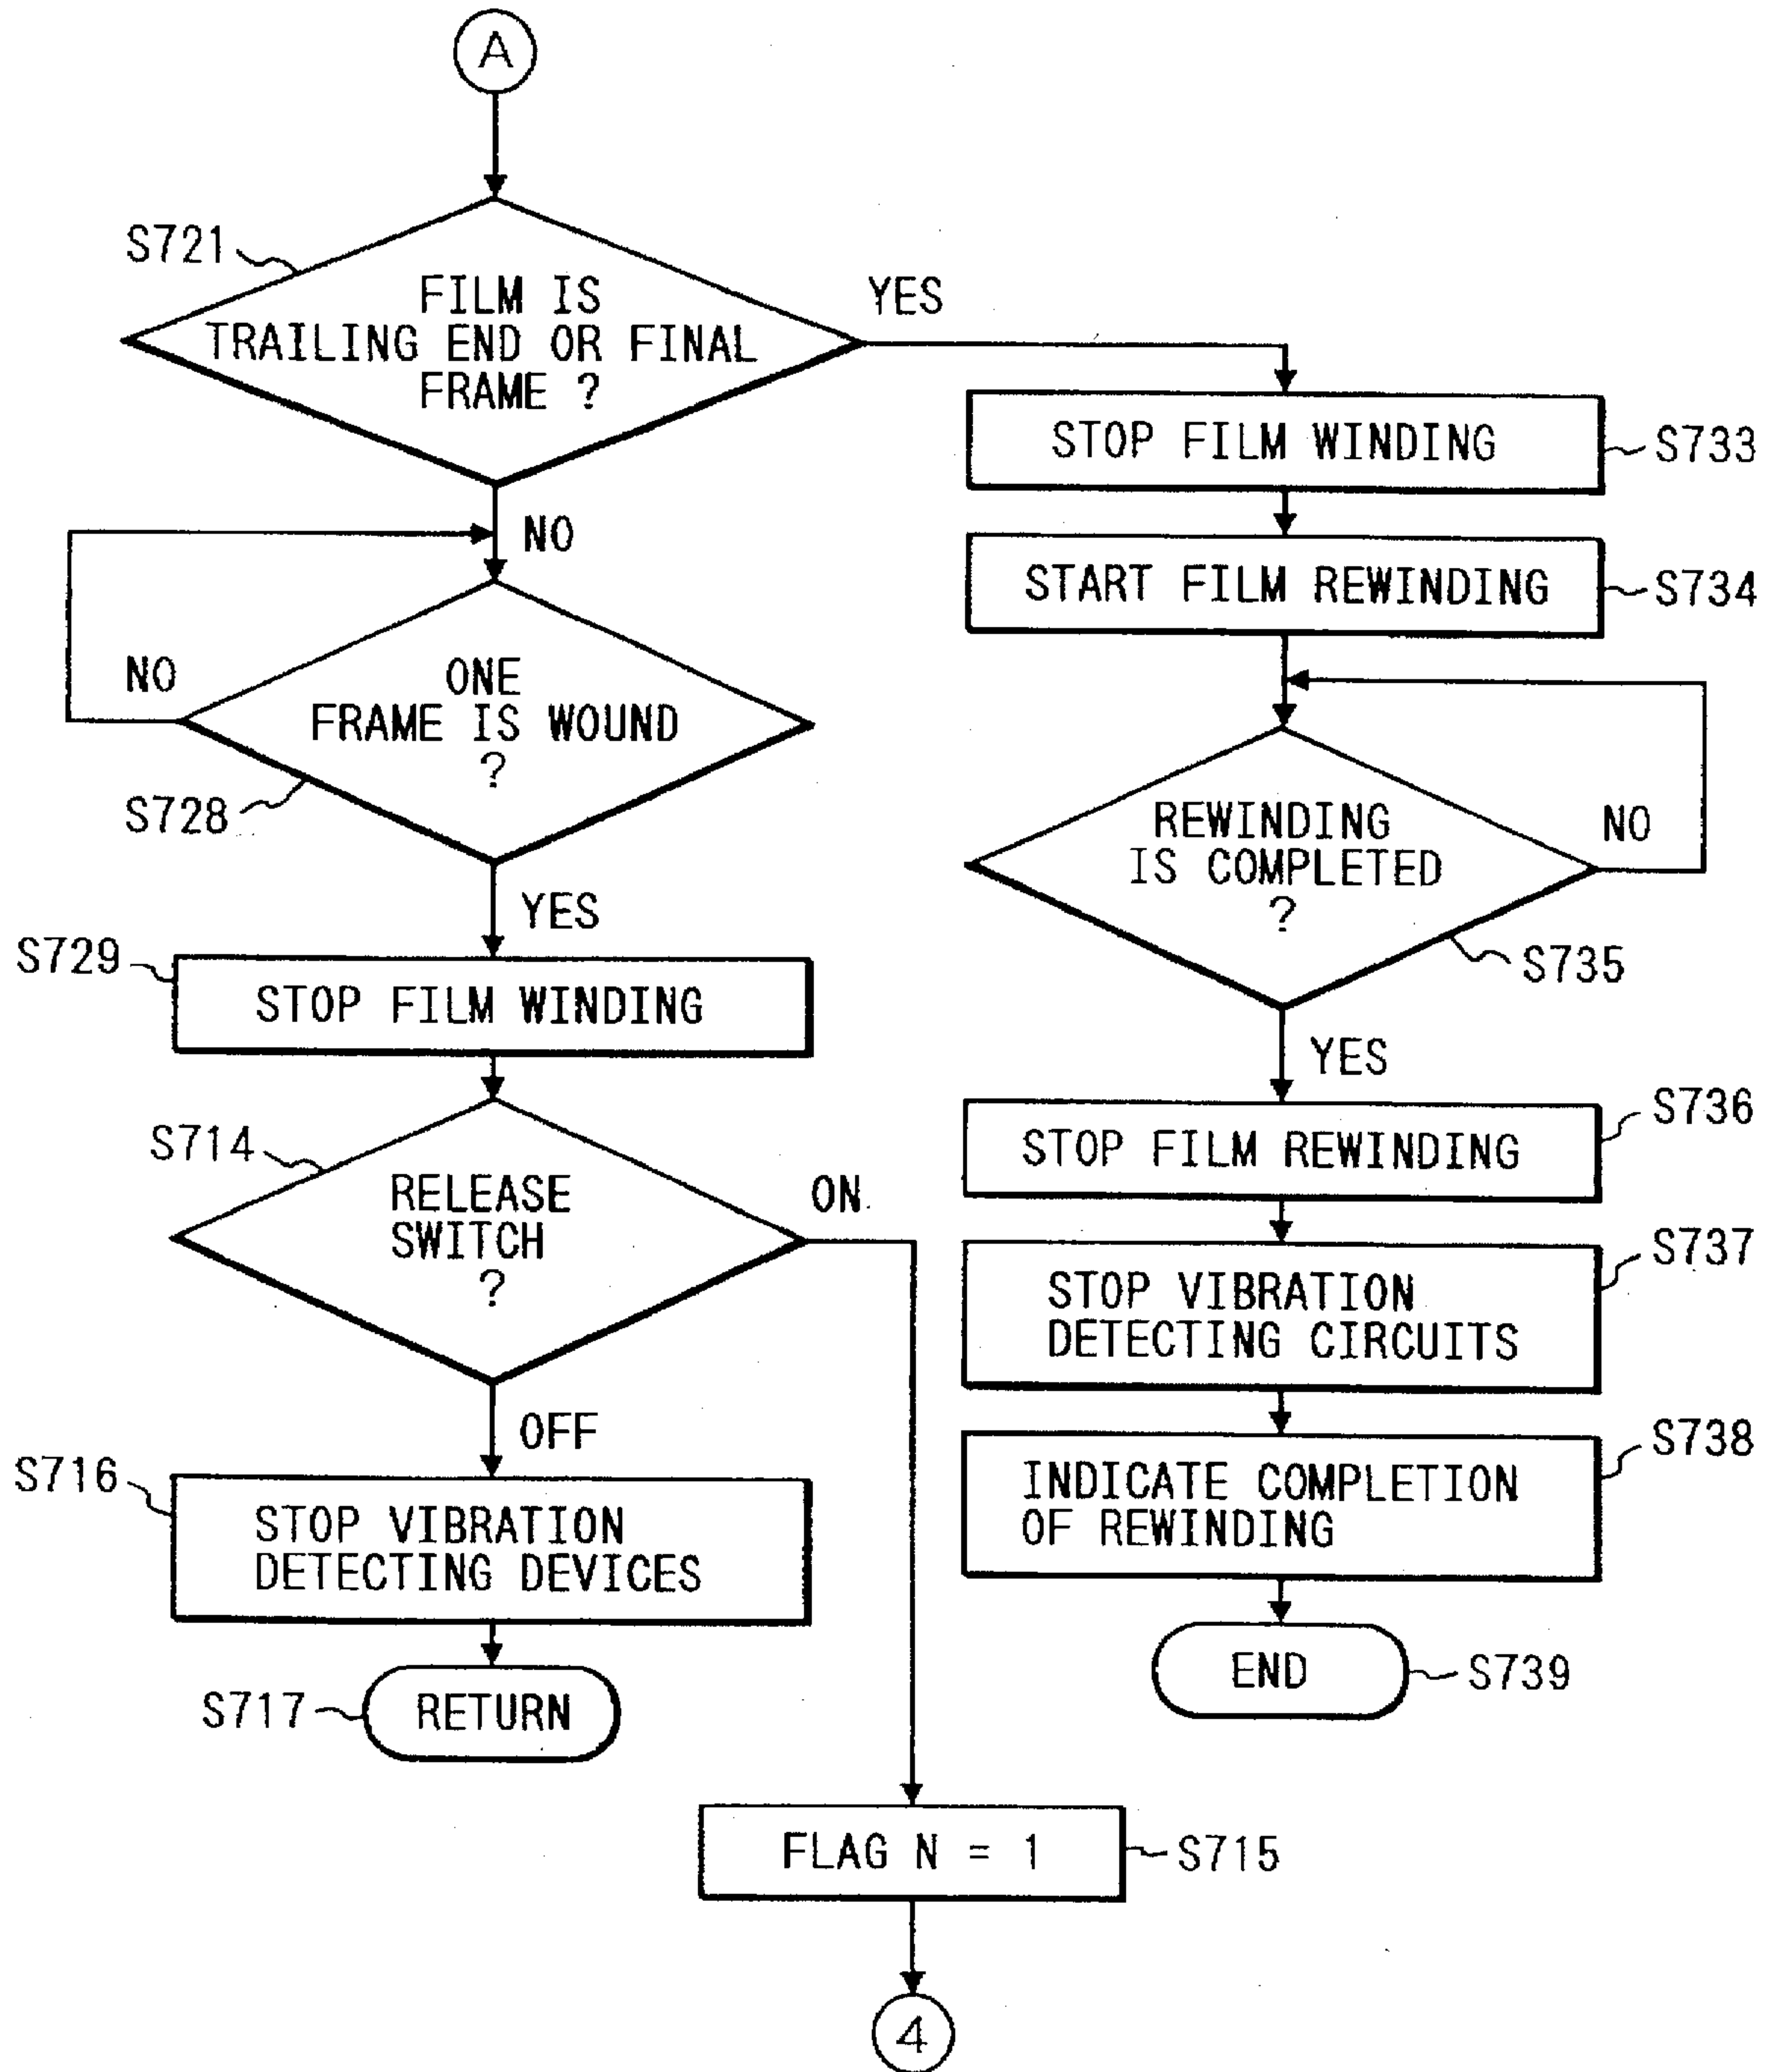 A
S721
FILM IS
TRAILING END OR FINAL
FRAME ?
YES
NO
NO
ONE
FRAME IS WOUND
?
S728
YES
S729
STOP FILM WINDING
S714
RELEASE
SWITCH
?
ON
OFF
S716
STOP VIBRATION
DETECTING DEVICES
S717
RETURN
STOP FILM WINDING
S733
START FILM REWINDING
S734
REWINDING
IS COMPLETED
?
NO
S735
YES
STOP FILM REWINDING
S736
STOP VIBRATION
DETECTING CIRCUITS
S737
INDICATE COMPLETION
OF REWINDING
S738
END
S739
FLAG N = 1
S715
4